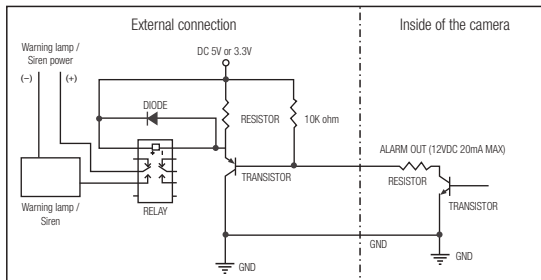 External connection
Inside of the camera
Warning lamp /
Siren power
(−)
(+)
DC 5V or 3.3V
DIODE
RESISTOR
10K ohm
ALARM OUT (12VDC 20mA MAX)
RESISTOR
TRANSISTOR
TRANSISTOR
Warning lamp /
Siren
RELAY
GND
GND
GND